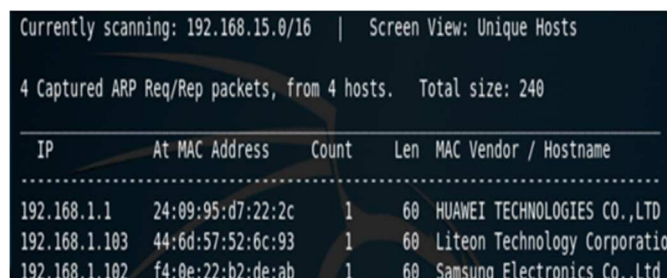 Currently scanning: 192.168.15.0/16 | Screen View: Unique Hosts
4 Captured ARP Req/Rep packets, from 4 hosts. Total size: 240
IP At MAC Address Count Len MAC Vendor / Hostname
192.168.1.1 24:09:95:d7:22:2c 1 60 HUAWEI TECHNOLOGIES CO.,LTD
192.168.1.103 44:6d:57:52:6c:93 1 60 Liteon Technology Corporatio
192.168.1.102 f4:0e:22:b2:de:ab 1 60 Samsung Electronics Co.,Ltd